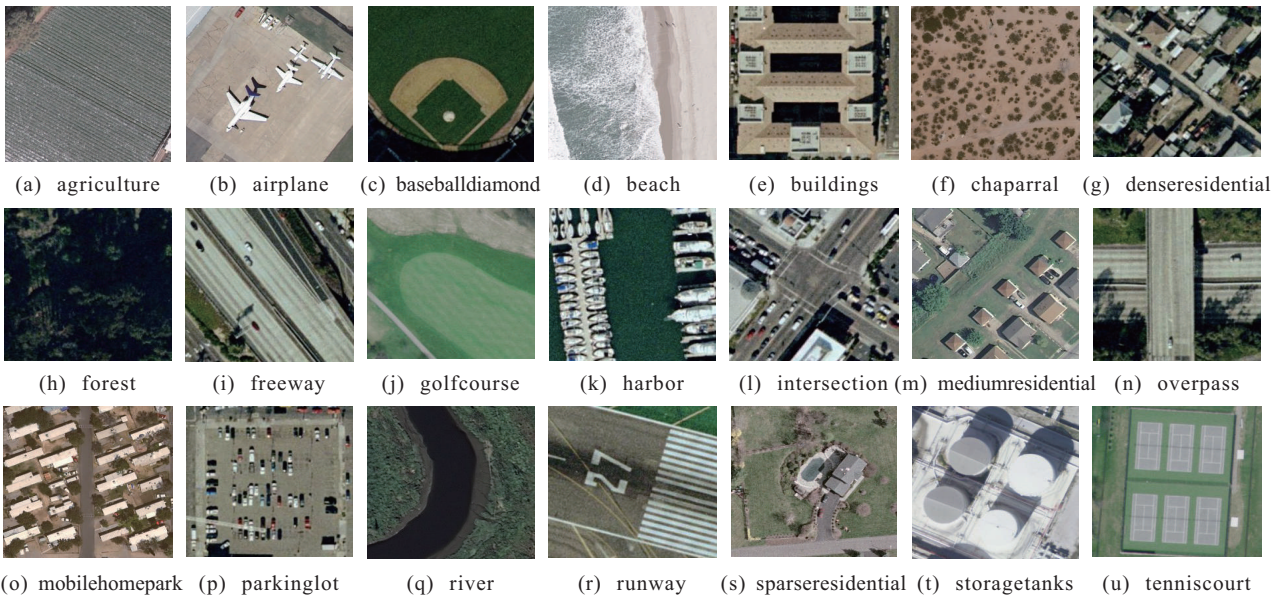 (a) agriculture (b) airplane (c) baseballdiamond (d) beach (e) buildings (f) chaparral (g) denseresidential
(h) forest (i) freeway (j) golfcourse (k) harbor (l) intersection (m) mediumresidential (n) overpass
27
(o) mobilehomepark (p) parkinglot (q) river (r) runway (s) sparseresidential (t) storagetanks (u) tenniscourt